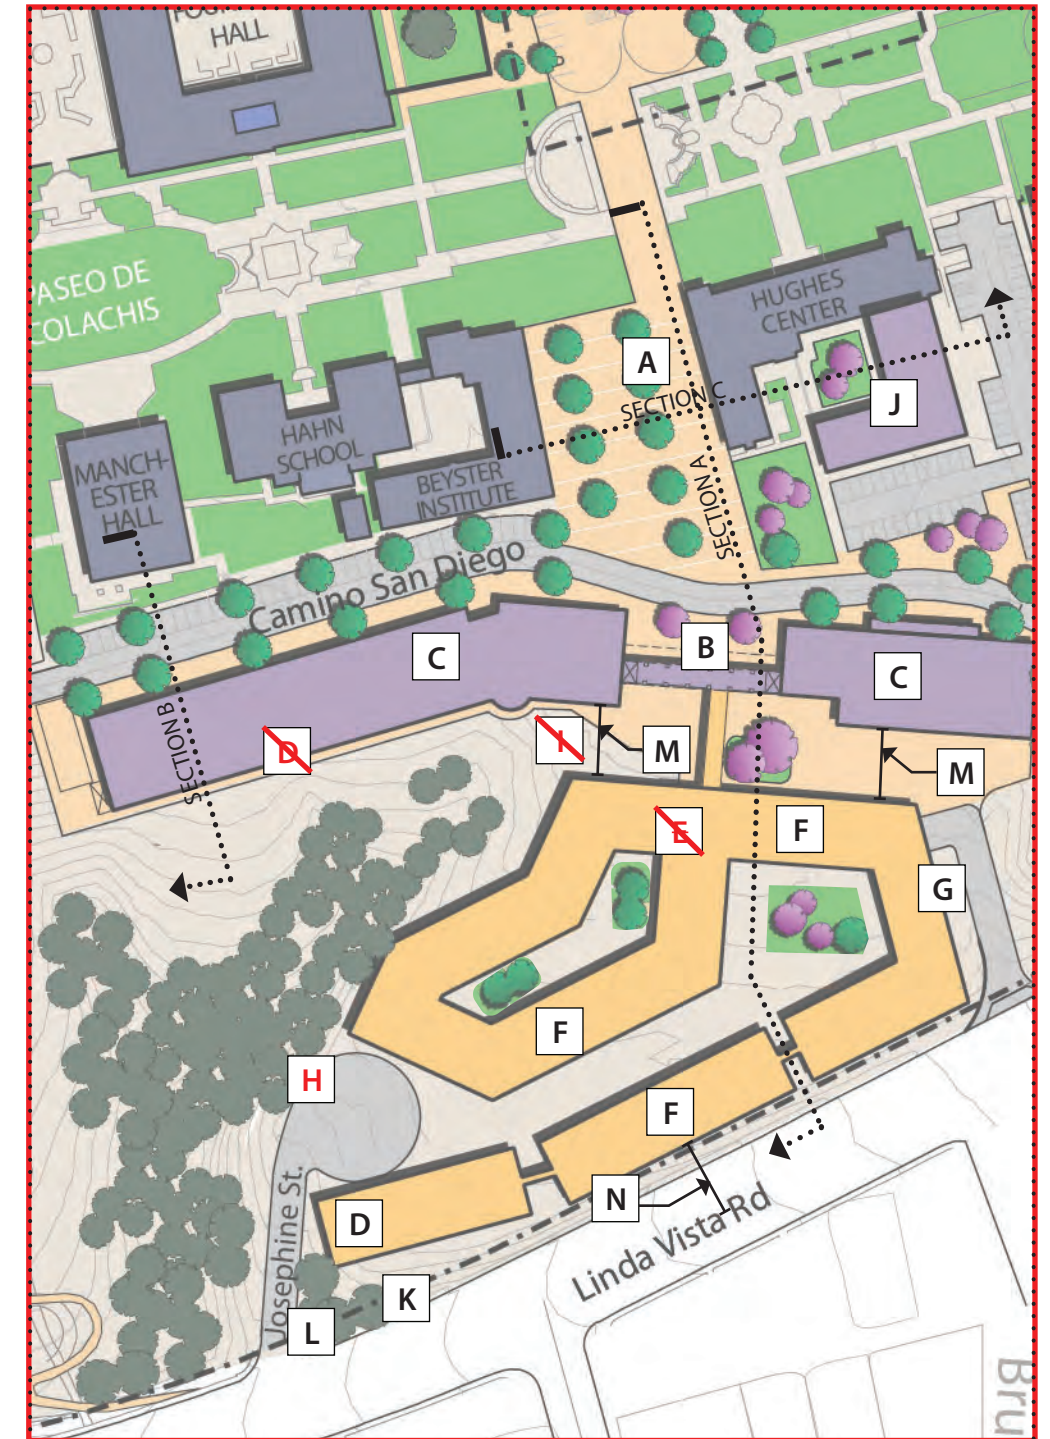 HALL
PASEO DE
COLACHIS
HUGHES
CENTER
A
SECTION C
J
HAHN
SCHOOL
MANCH-
ESTER
HALL
BEYSTER
INSTITUTE
SECTION A
Camino San Diego
B
C
C
SECTION B
D
I
M
M
E
F
G
F
H
F
N
D
Linda Vista Rd
Josephine St.
K
L
Bru